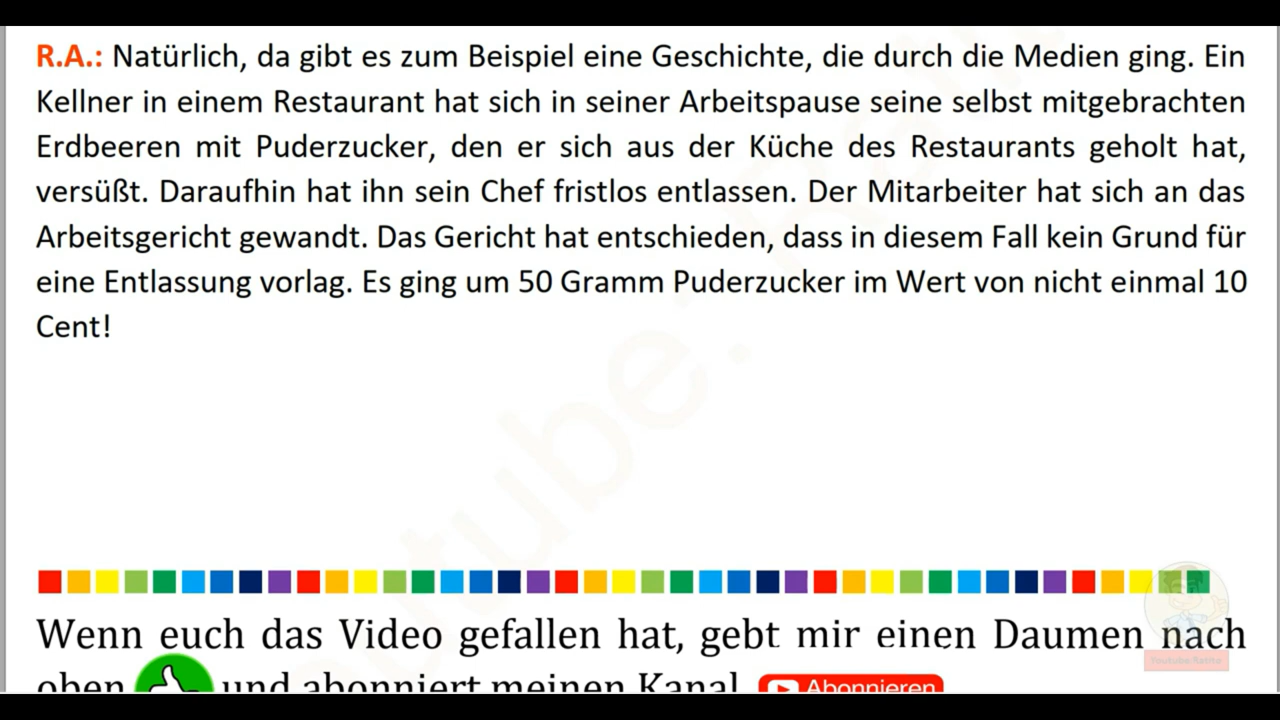 R.A.: Natürlich, da gibt es zum Beispiel eine Geschichte, die durch die Medien ging. Ein
Kellner in einem Restaurant hat sich in seiner Arbeitspause seine selbst mitgebrachten
Erdbeeren mit Puderzucker, den er sich aus der Küche des Restaurants geholt hat,
versüßt. Daraufhin hat ihn sein Chef fristlos entlassen. Der Mitarbeiter hat sich an das
Arbeitsgericht gewandt. Das Gericht hat entschieden, dass in diesem Fall kein Grund für
eine Entlassung vorlag. Es ging um 50 Gramm Puderzucker im Wert von nicht einmal 10
Cent!
Wenn euch das Video gefallen hat, gebt mir einen Daumen nach
oben und abonniert meinen Kanal Abonnieren